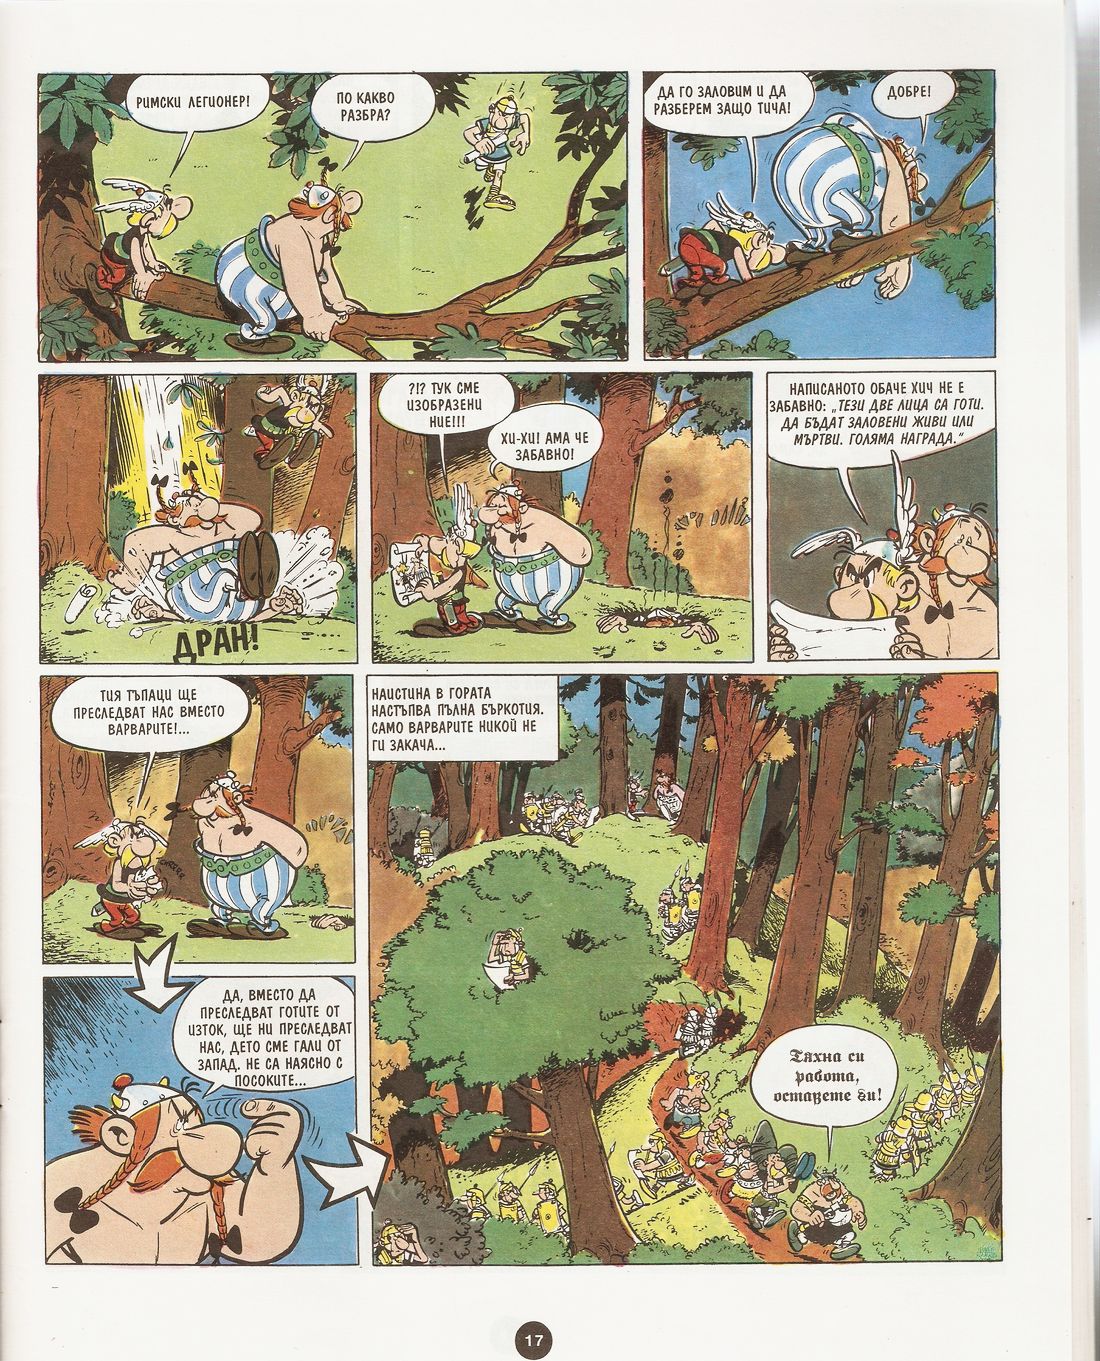 РИМСКИ ЛЕГИОНЕР!
ПО КАКВО
РАЗБРА?
ДА ГО ЗАЛОВИМ И ДА
РАЗБЕРЕМ ЗАЩО ТИЧА!
ДОБРЕ!
ДРАН!
?!? ТУК СМЕ
ИЗОБРАЗЕНИ
НИЕ!!!
ХИ-ХИ! АМА ЧЕ
ЗАБАВНО!
НАПИСАНОТО ОБАЧЕ ХИЧ НЕ Е
ЗАБАВНО: „ТЕЗИ ДВЕ ЛИЦА СА ГОТИ.
ДА БЪДАТ ЗАЛОВЕНИ ЖИВИ ИЛИ
МЪРТВИ. ГОЛЯМА НАГРАДА.“
ТИЯ ТЪПАЦИ ЩЕ
ПРЕСЛЕДВАТ НАС ВМЕСТО
ВАРВАРИТЕ!...
ДА, ВМЕСТО ДА
ПРЕСЛЕДВАТ ГОТИТЕ ОТ
ИЗТОК, ЩЕ НИ ПРЕСЛЕДВАТ
НАС, ДЕТО СМЕ ГАЛИ ОТ
ЗАПАД. НЕ СА НАЯСНО С
ПОСОКИТЕ...
НАИСТИНА В ГОРАТА
НАСТЪПВА ПЪЛНА БЪРКОТИЯ.
САМО ВАРВАРИТЕ НИКОЙ НЕ
ГИ ЗАКАЧА...
Тяхна си
работа,
оставете ги!
17